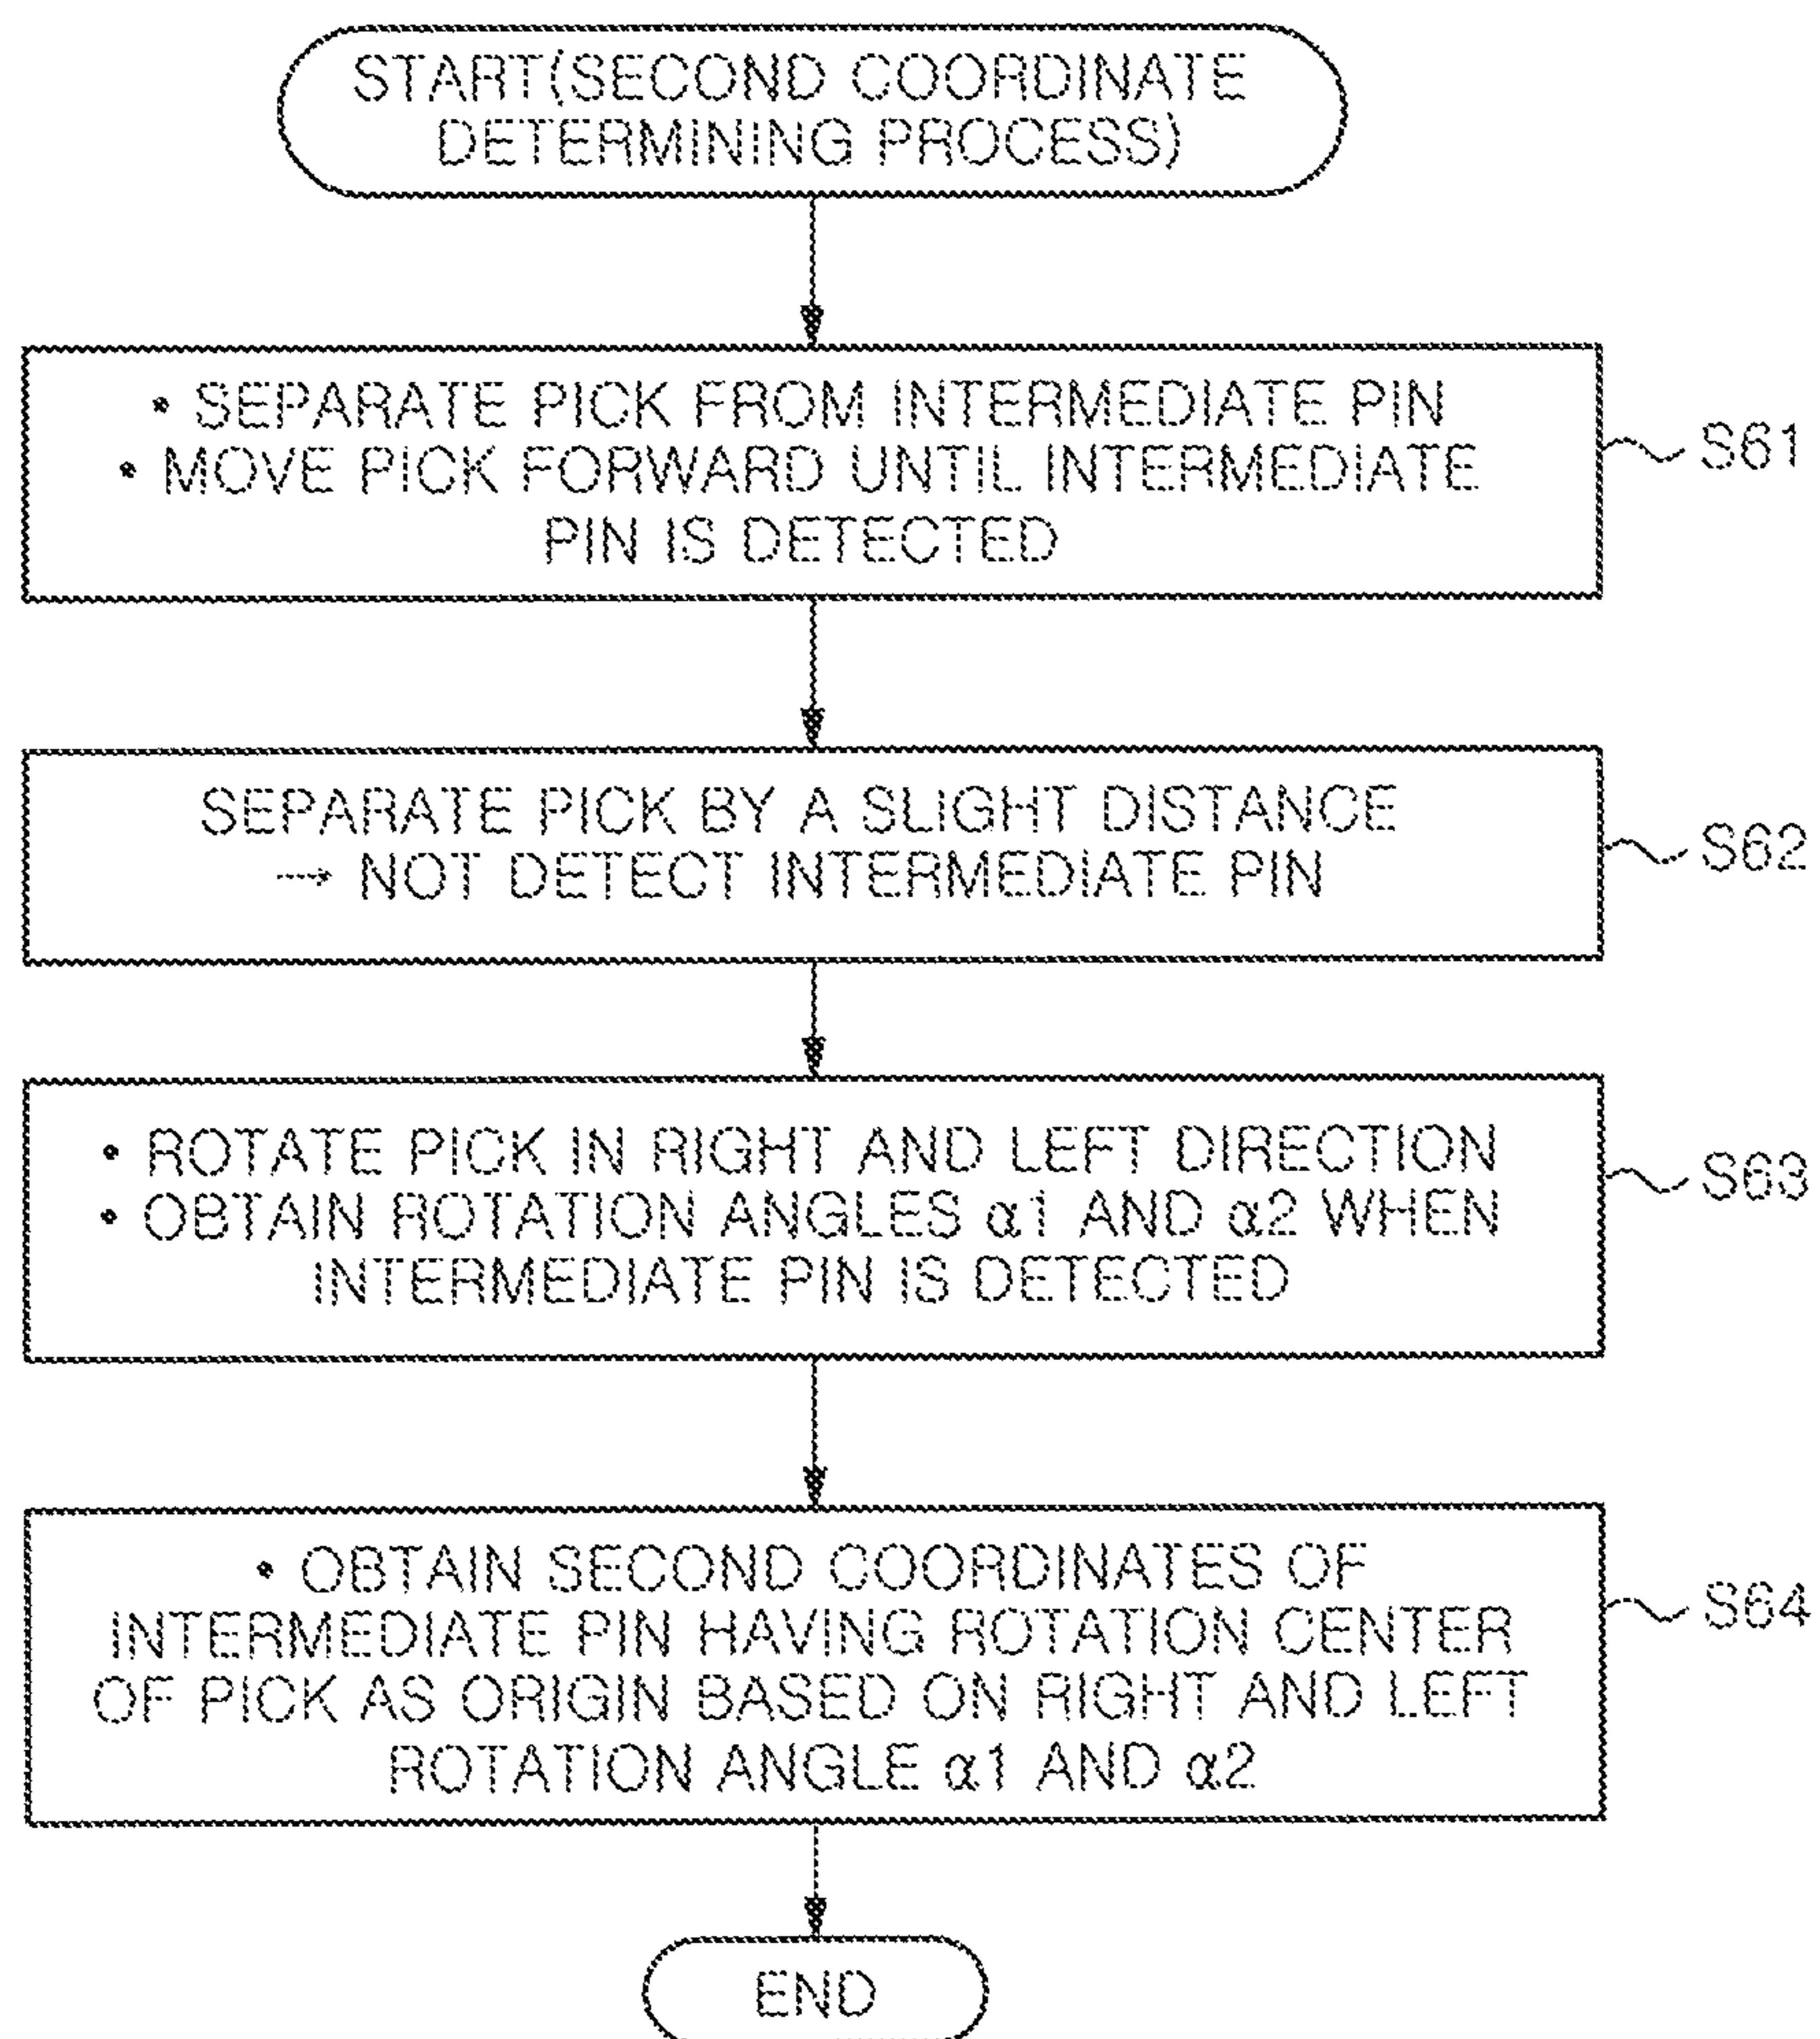 START(SECOND COORDINATE
DETERMINING PROCESS)
• SEPARATE PICK FROM INTERMEDIATE PIN
• MOVE PICK FORWARD UNTIL INTERMEDIATE
PIN IS DETECTED
S61
SEPARATE PICK BY A SLIGHT DISTANCE
→ NOT DETECT INTERMEDIATE PIN
S62
• ROTATE PICK IN RIGHT AND LEFT DIRECTION
• OBTAIN ROTATION ANGLES α1 AND α2 WHEN
INTERMEDIATE PIN IS DETECTED
S63
• OBTAIN SECOND COORDINATES OF
INTERMEDIATE PIN HAVING ROTATION CENTER
OF PICK AS ORIGIN BASED ON RIGHT AND LEFT
ROTATION ANGLE α1 AND α2
S64
END